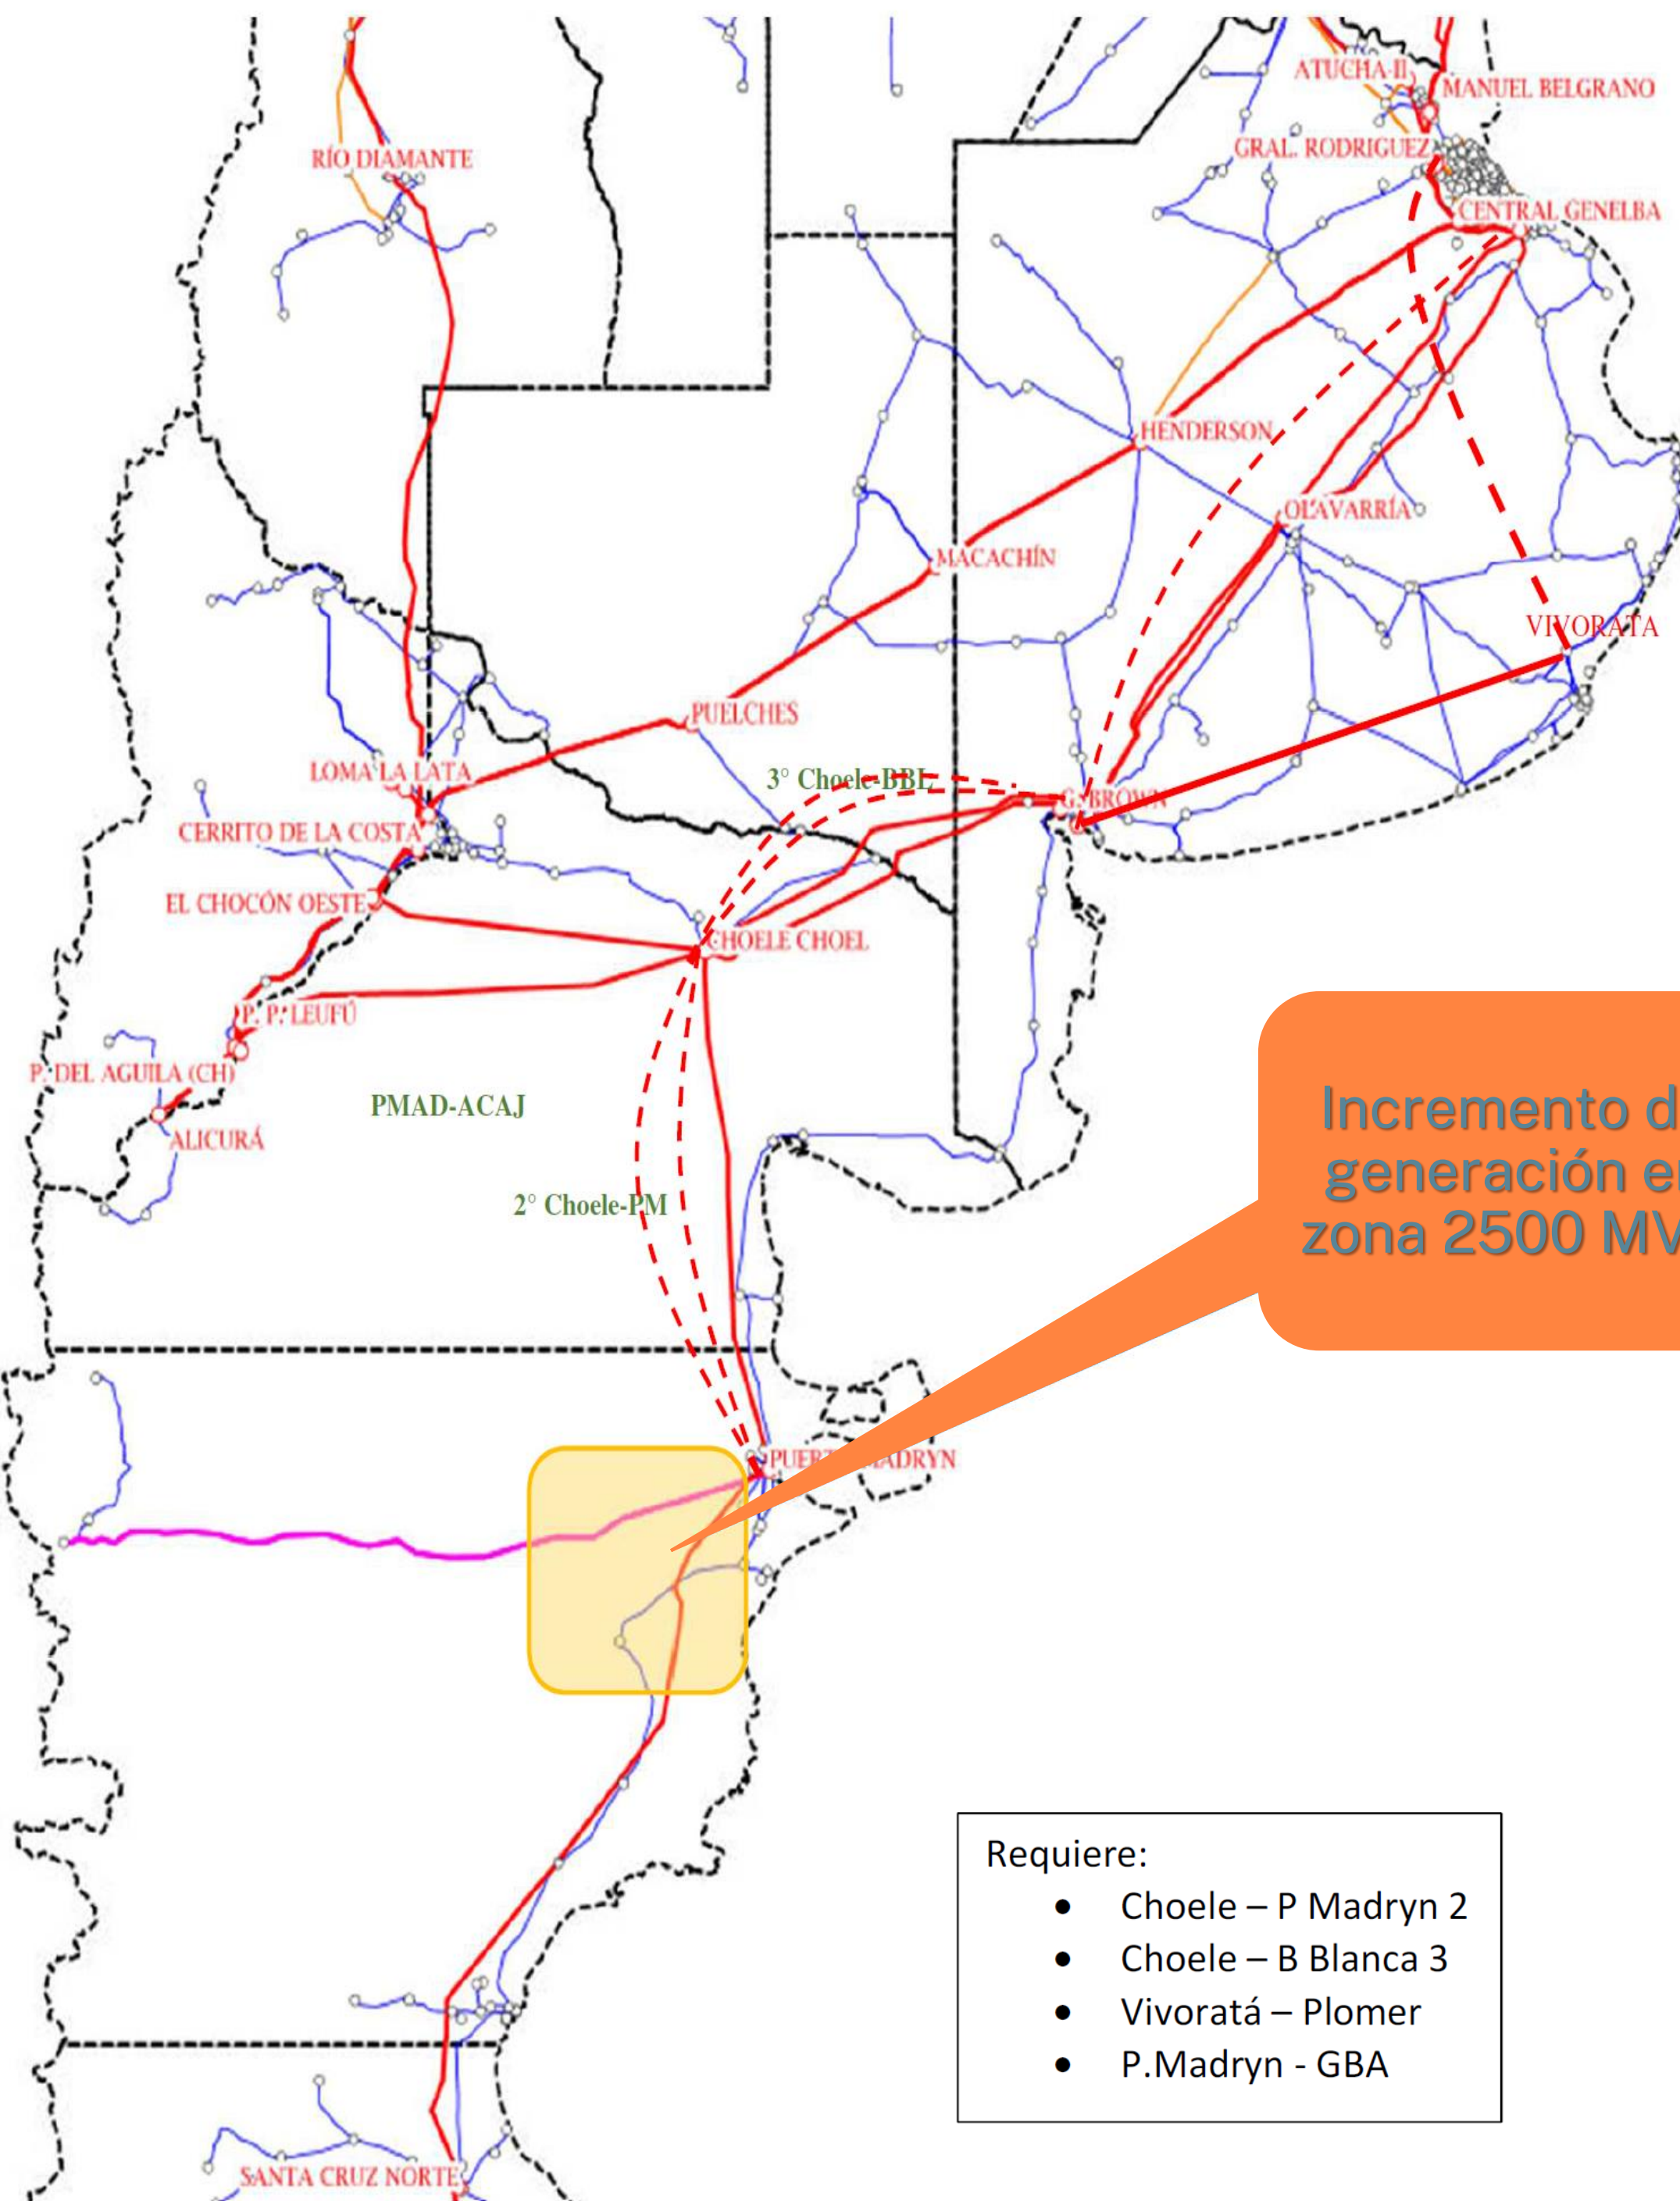 ATUCHA II
MANUEL BELGRANO
GRAL. RODRIGUEZ
RÍO DIAMANTE
CENTRAL GENELBA
HENDERSON
OLAVARRÍA
MACACHÍN
VIVORATA
PUELCHES
LOMA LA LATA
3° Choele-BBL
G. BROWN
CERRITO DE LA COSTA
EL CHOCÓN OESTE
CHOELE CHOEL
P. P. LEUFÚ
P. DEL AGUILA (CH)
PMAD-ACAJ
ALICURÁ
2° Choele-PM
Incremento d
generación e
zona 2500 M
MADRYN
Requiere:
• Choele – P Madryn 2
• Choele – B Blanca 3
• Vivoratá – Plomer
• P.Madryn - GBA
SANTA CRUZ NORTE